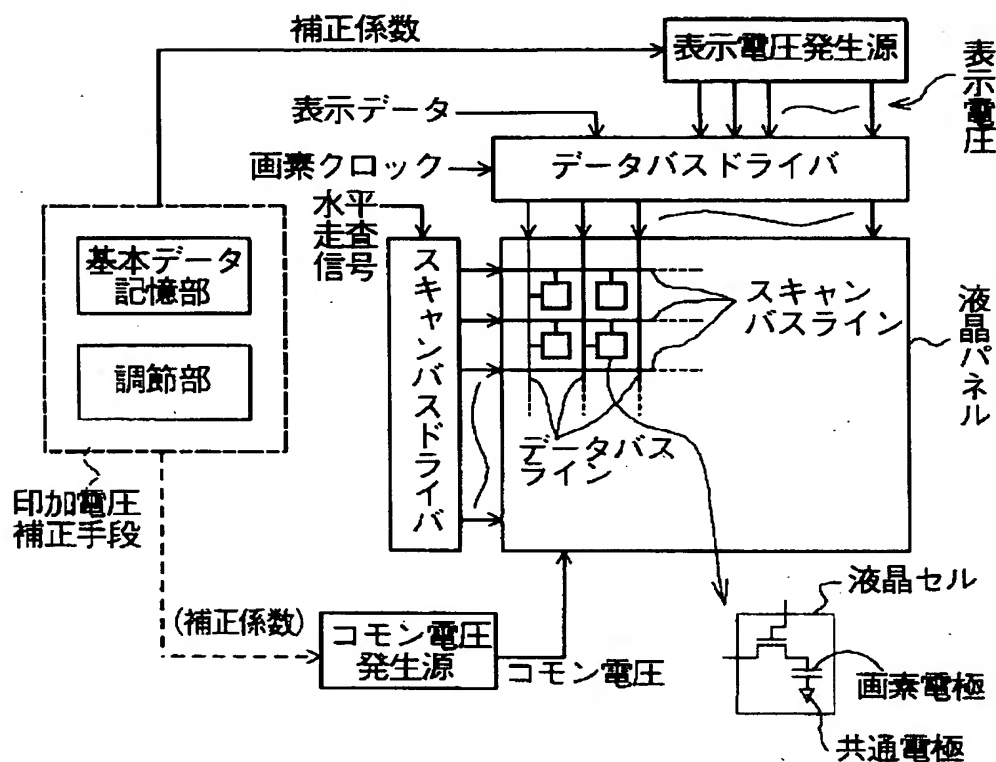 補正係数
表示電圧発生源
表示電圧
表示データ
画素クロック
データバスドライバ
水平
走査
信号
基本データ
記憶部
調節部
印加電圧
補正手段
スキャンバスドライバ
スキャン
バスライン
液晶パネル
データバス
ライン
(補正係数)
コモン電圧
発生源
コモン電圧
液晶セル
画素電極
共通電極